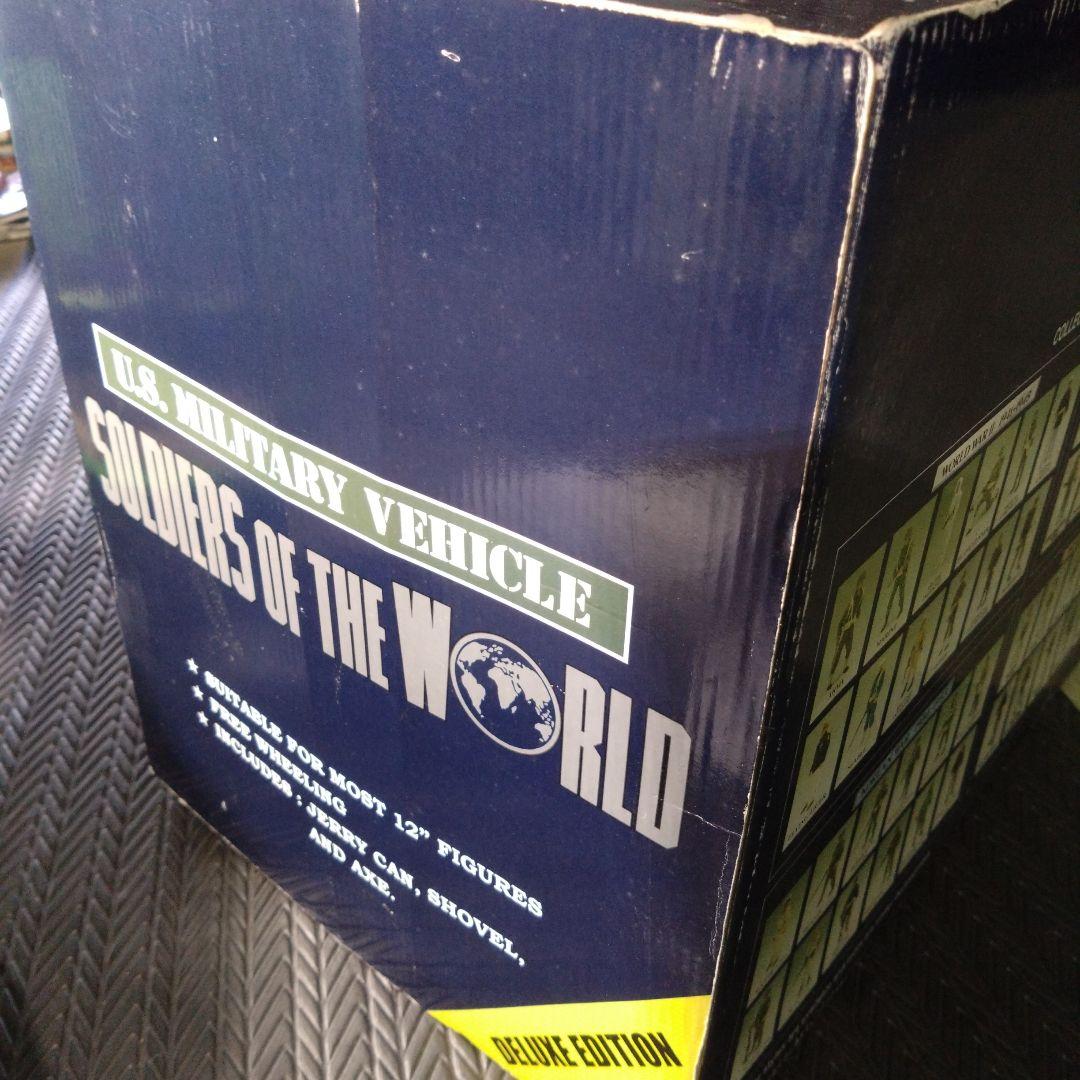 U.S. MILITARY VEHICLE
SOLDIERS OF THE WORLD
★ SUITABLE FOR MOST 12" FIGURES
★ FREE WHEELING
★ INCLUDES : JERRY CAN, SHOVEL,
AND AXE.
DELUXE EDITION
WORLD WAR II